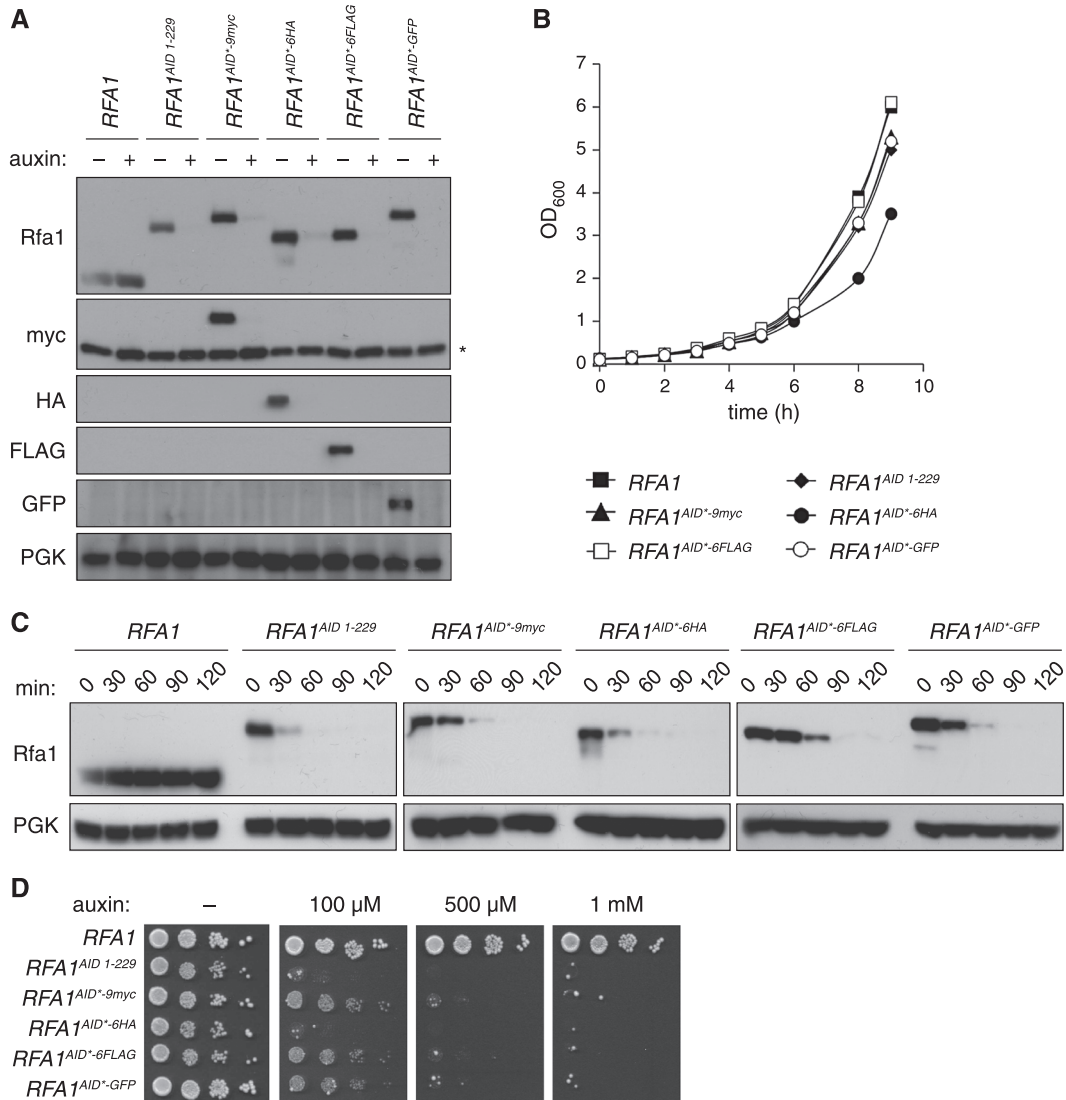 A
RFA1 RFA1AID 1-229 RFA1AID*-9myc RFA1AID*-6HA RFA1AID*-6FLAG RFA1AID*-GFP
auxin: – + – + – + – + – + – +
Rfa1
myc *
HA
FLAG
GFP
PGK
B
7
6
5
4
3
2
1
0
OD600
0 2 4 6 8 10
time (h)
RFA1 RFA1AID 1-229
RFA1AID*-9myc RFA1AID*-6HA
RFA1AID*-6FLAG RFA1AID*-GFP
C
RFA1 RFA1AID 1-229 RFA1AID*-9myc RFA1AID*-6HA RFA1AID*-6FLAG RFA1AID*-GFP
min: 0 30 60 90 120 0 30 60 90 120 0 30 60 90 120 0 30 60 90 120 0 30 60 90 120 0 30 60 90 120
Rfa1
PGK
D
auxin: – 100 µM 500 µM 1 mM
RFA1
RFA1AID 1-229
RFA1AID*-9myc
RFA1AID*-6HA
RFA1AID*-6FLAG
RFA1AID*-GFP